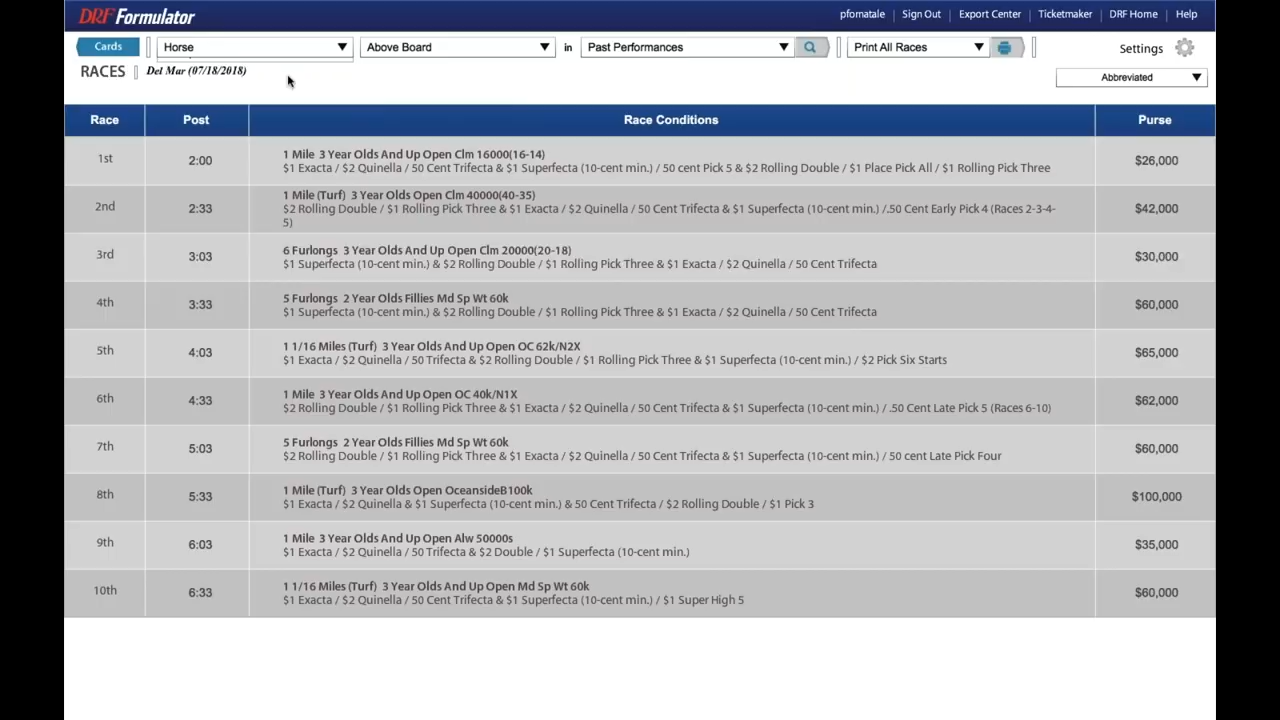 DRF Formulator
pfornatale | Sign Out | Export Center | Ticketmaker | DRF Home | Help
Cards Horse Above Board in Past Performances Print All Races Settings
RACES Del Mar (07/18/2018) Abbreviated
Race Post Race Conditions Purse
1 Mile 3 Year Olds And Up Open Clm 16000(16-14)
1st 2:00 $1 Exacta / $2 Quinella / 50 Cent Trifecta & $1 Superfecta (10-cent min.) / 50 cent Pick 5 & $2 Rolling Double / $1 Place Pick All / $1 Rolling Pick Three $26,000
1 Mile (Turf) 3 Year Olds Open Clm 40000(40-35)
2nd 2:33 $2 Rolling Double / $1 Rolling Pick Three & $1 Exacta / $2 Quinella / 50 Cent Trifecta & $1 Superfecta (10-cent min.) /.50 Cent Early Pick 4 (Races 2-3-4- $42,000
5)
6 Furlongs 3 Year Olds And Up Open Clm 20000(20-18)
3rd 3:03 $1 Superfecta (10-cent min.) & $2 Rolling Double / $1 Rolling Pick Three & $1 Exacta / $2 Quinella / 50 Cent Trifecta $30,000
5 Furlongs 2 Year Olds Fillies Md Sp Wt 60k
4th 3:33 $1 Superfecta (10-cent min.) & $2 Rolling Double / $1 Rolling Pick Three & $1 Exacta / $2 Quinella / 50 Cent Trifecta $60,000
1 1/16 Miles (Turf) 3 Year Olds And Up Open OC 62k/N2X
5th 4:03 $1 Exacta / $2 Quinella / 50 Trifecta & $2 Rolling Double / $1 Rolling Pick Three & $1 Superfecta (10-cent min.) / $2 Pick Six Starts $65,000
1 Mile 3 Year Olds And Up Open OC 40k/N1X
6th 4:33 $2 Rolling Double / $1 Rolling Pick Three & $1 Exacta / $2 Quinella / 50 Cent Trifecta & $1 Superfecta (10-cent min.) / .50 Cent Late Pick 5 (Races 6-10) $62,000
5 Furlongs 2 Year Olds Fillies Md Sp Wt 60k
7th 5:03 $2 Rolling Double / $1 Rolling Pick Three & $1 Exacta / $2 Quinella / 50 Cent Trifecta & $1 Superfecta (10-cent min.) / 50 cent Late Pick Four $60,000
1 Mile (Turf) 3 Year Olds Open OceansideB100k
8th 5:33 $1 Exacta / $2 Quinella & $1 Superfecta (10-cent min.) & 50 Cent Trifecta / $2 Rolling Double / $1 Pick 3 $100,000
1 Mile 3 Year Olds And Up Open Alw 50000s
9th 6:03 $1 Exacta / $2 Quinella / 50 Trifecta & $2 Double / $1 Superfecta (10-cent min.) $35,000
1 1/16 Miles (Turf) 3 Year Olds And Up Open Md Sp Wt 60k
10th 6:33 $1 Exacta / $2 Quinella / 50 Cent Trifecta & $1 Superfecta (10-cent min.) / $1 Super High 5 $60,000